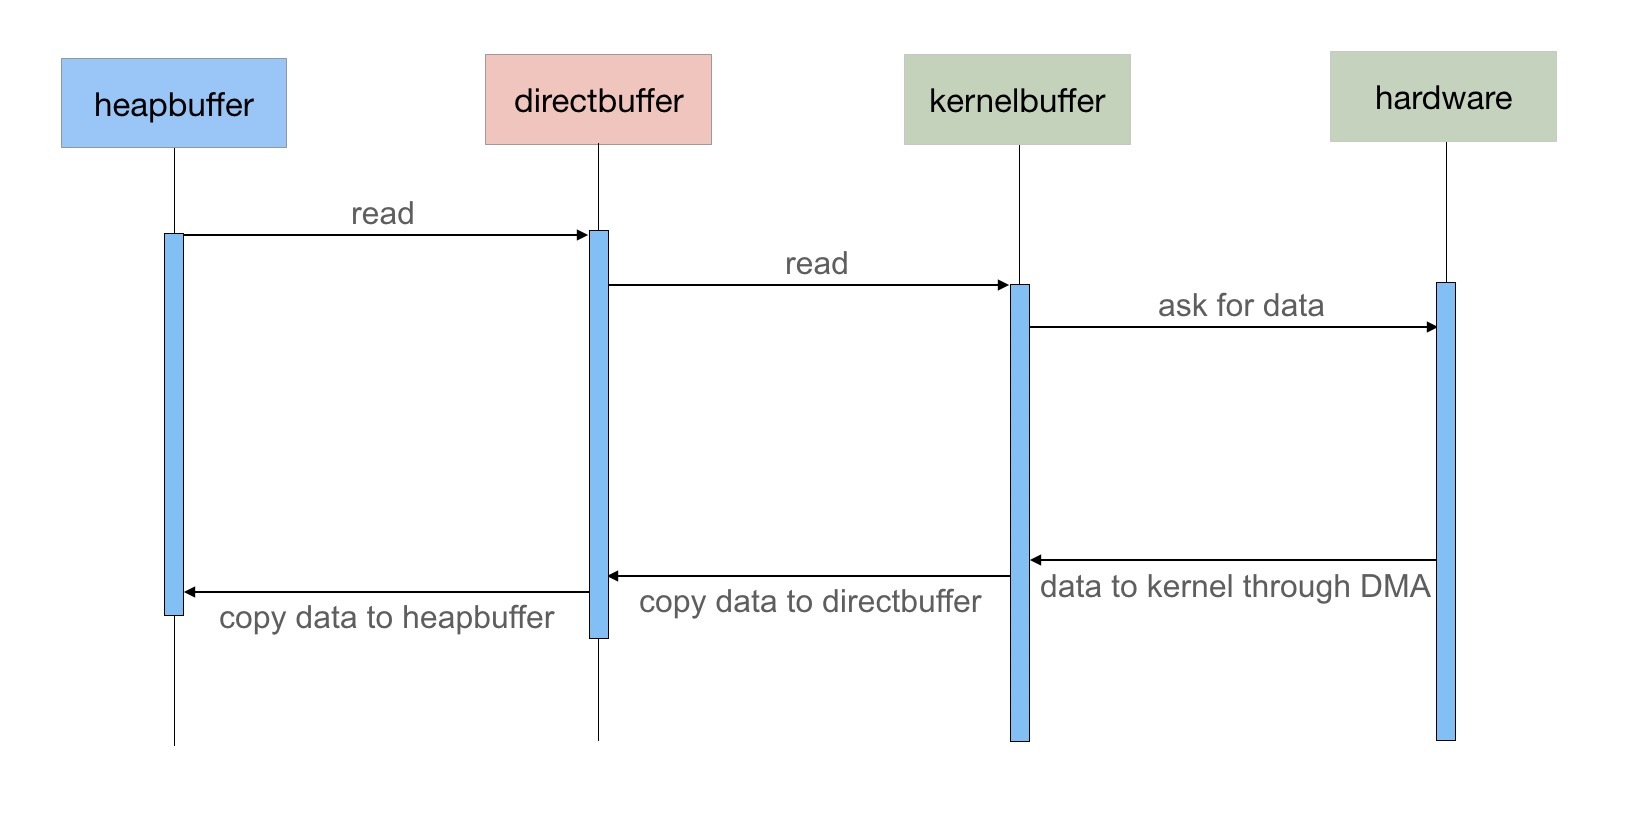 heapbuffer
directbuffer
kernelbuffer
hardware
read
read
ask for data
data to kernel through DMA
copy data to directbuffer
copy data to heapbuffer